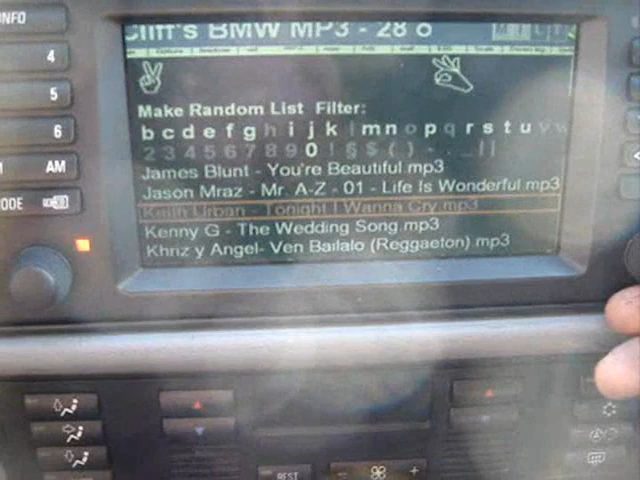 INFO
Cliff's BMW MP3 - 28 6
4
5
Make Random List Filter:
6
b c d e f g h i j k l m n o p q r s t u v w
2 3 4 5 6 7 8 9 0 ! § $ ( ) - . _ [ ]
James Blunt - You're Beautiful.mp3
AM
Jason Mraz - Mr. A-Z - 01 - Life Is Wonderful.mp3
Keith Urban - Tonight I Wanna Cry.mp3
ODE
Kenny G - The Wedding Song.mp3
Khriz y Angel- Ven Bailalo (Reggaeton).mp3
REST
- +